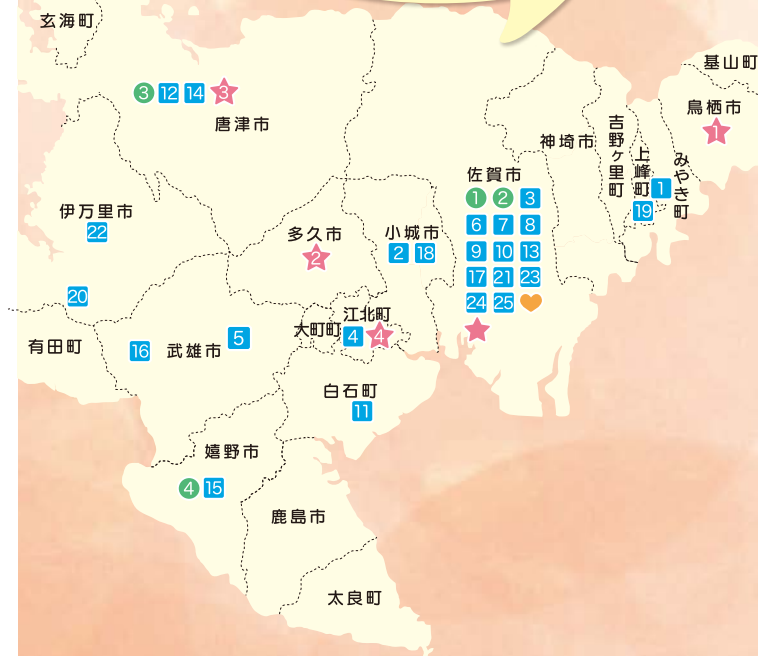 玄海町
基山町
③ 12 14 3
唐津市
鳥栖市
1
神埼市
吉野ヶ里町
上峰町
みやき町
1
19
佐賀市
① ② 3
6 7 8
9 10 13
17 21 23
24 25
伊万里市
22
多久市
2
小城市
2 18
20
江北町
大町町
4 4
有田町
16
武雄市
5
白石町
11
嬉野市
④ 15
鹿島市
太良町